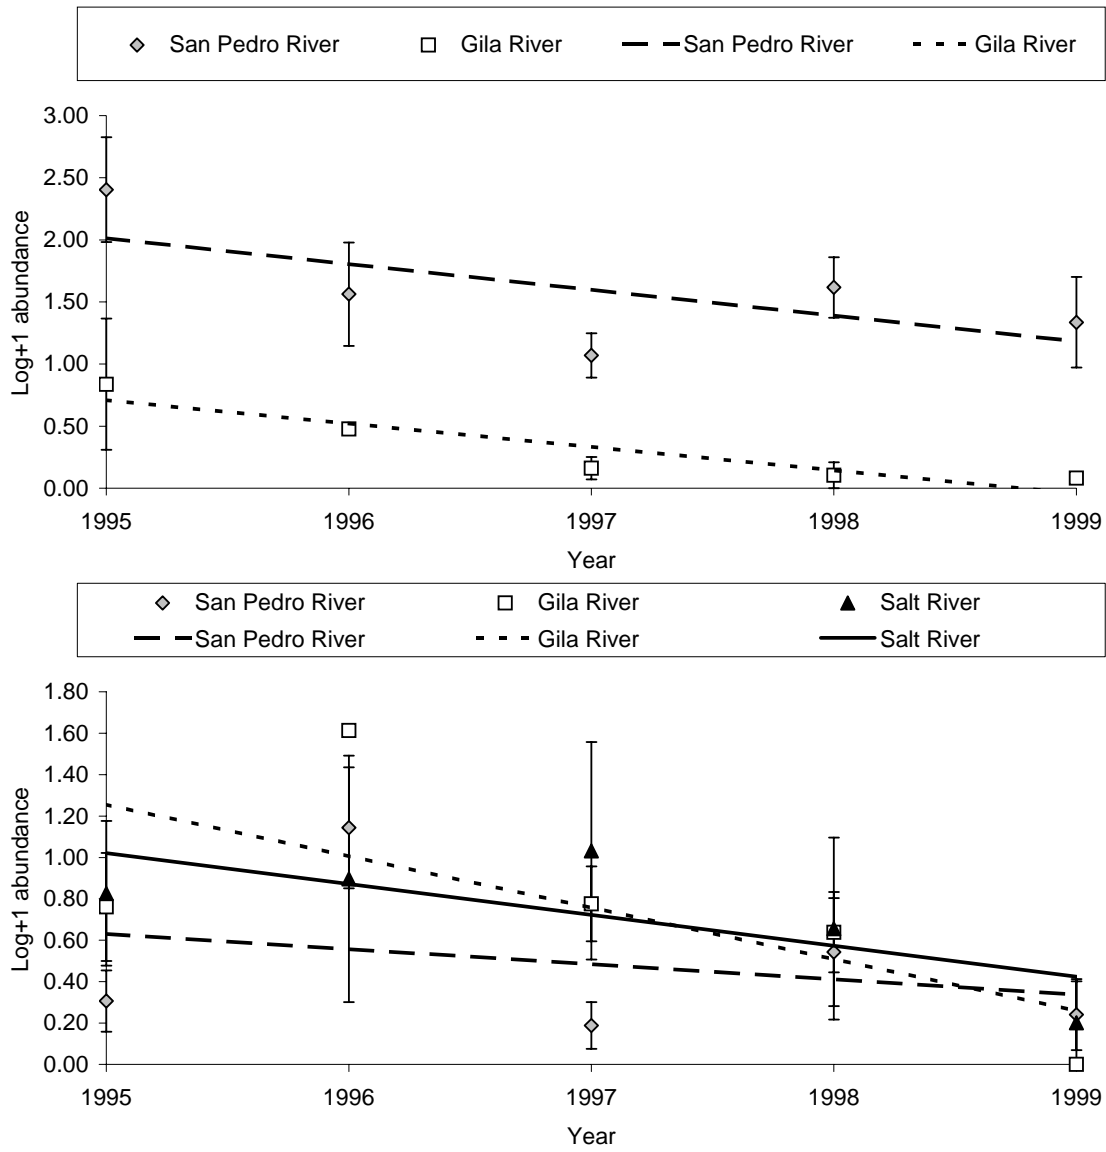 San Pedro River Gila River San Pedro River Gila River
3.00
2.50
2.00
1.50
1.00
0.50
0.00
Log+1 abundance
1995 1996 1997 1998 1999
Year
San Pedro River Gila River Salt River
San Pedro River Gila River Salt River
1.80
1.60
1.40
1.20
1.00
0.80
0.60
0.40
0.20
0.00
Log+1 abundance
1995 1996 1997 1998 1999
Year